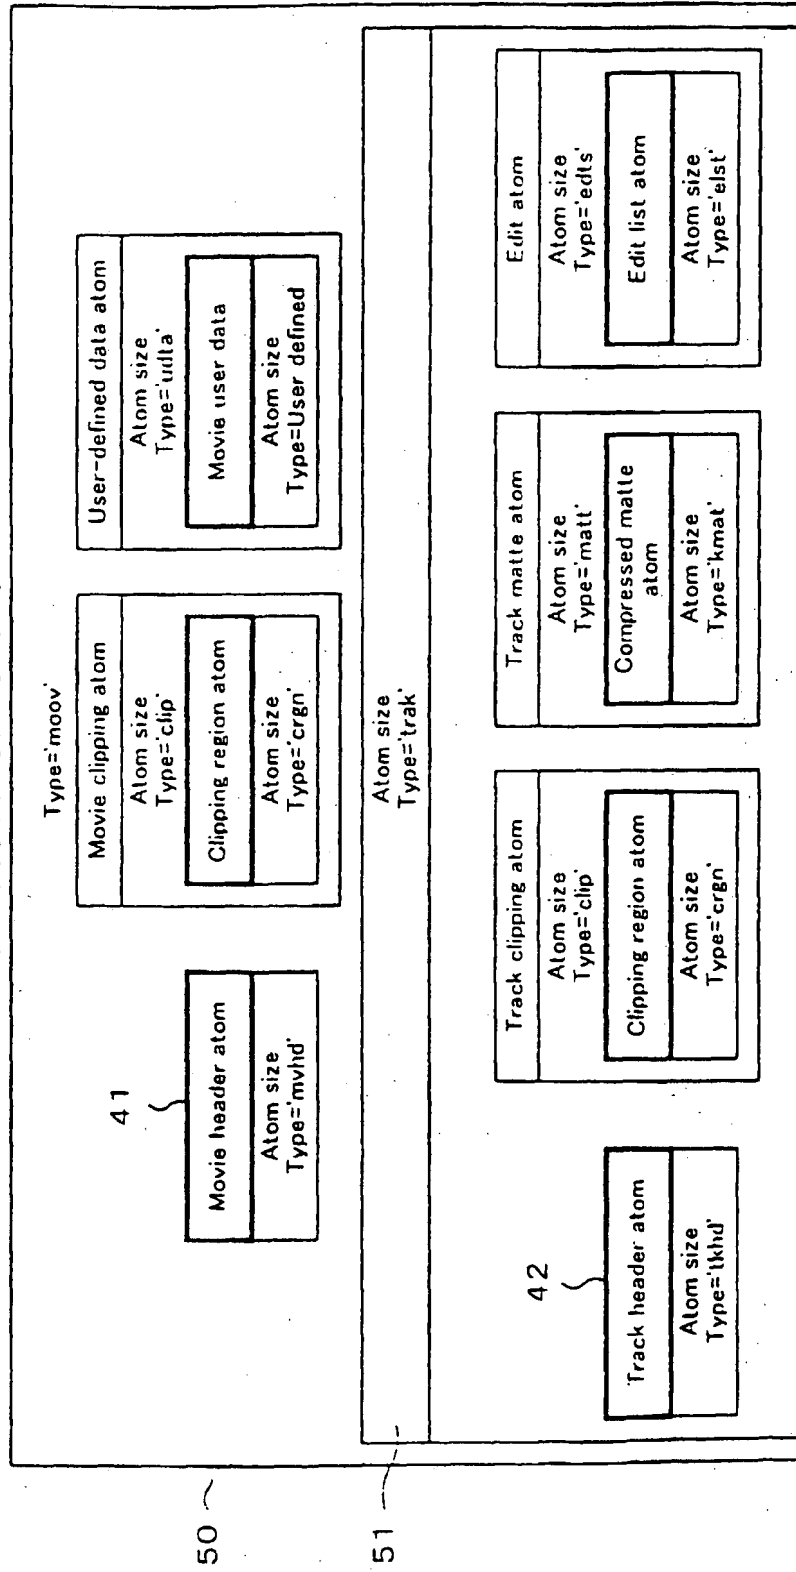 50
Type='moov'
41
Movie header atom
Atom size
Type='mvhd'
Movie clipping atom
Atom size
Type='clip'
Clipping region atom
Atom size
Type='crgn'
User-defined data atom
Atom size
Type='udta'
Movie user data
Atom size
Type=User defined
51
Atom size
Type='trak'
42
Track header atom
Atom size
Type='tkhd'
Track clipping atom
Atom size
Type='clip'
Clipping region atom
Atom size
Type='crgn'
Track matte atom
Atom size
Type='matt'
Compressed matte
atom
Atom size
Type='kmat'
Edit atom
Atom size
Type='edts'
Edit list atom
Atom size
Type='elst'